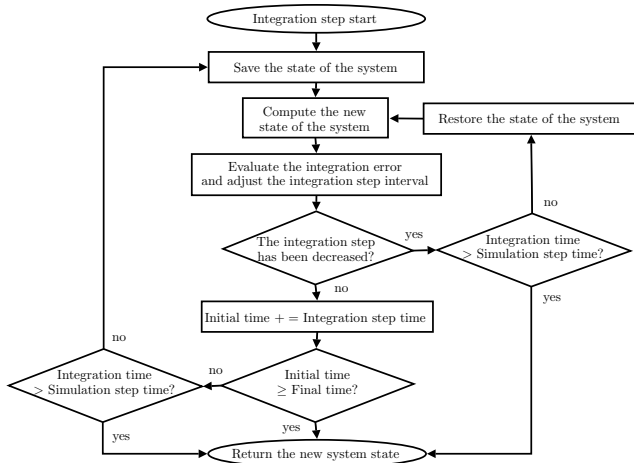 Integration step start
Save the state of the system
Compute the new
state of the system
Restore the state of the system
Evaluate the integration error
and adjust the integration step interval
no
The integration step
has been decreased?
yes
Integration time
> Simulation step time?
no
yes
Initial time + = Integration step time
no
Integration time
> Simulation step time?
no
Initial
≥ Final time?
yes
yes
Return the new system state